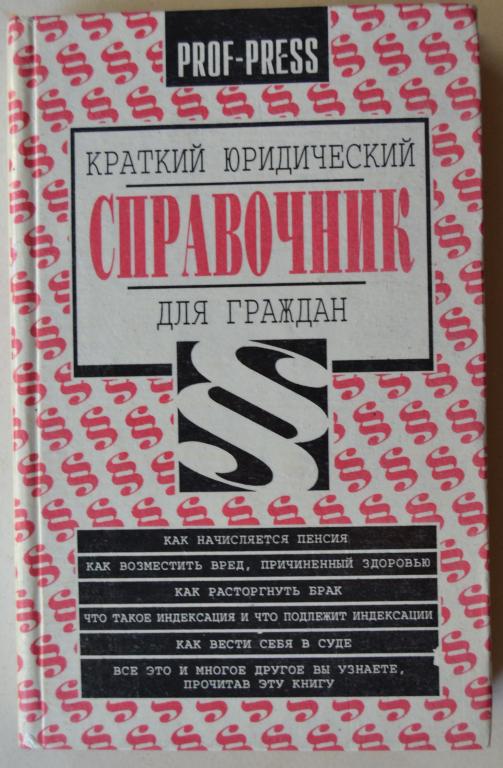 PROF-PRESS
КРАТКИЙ ЮРИДИЧЕСКИЙ
СПРАВОЧНИК
ДЛЯ ГРАЖДАН
§
КАК НАЧИСЛЯЕТСЯ ПЕНСИЯ
КАК ВОЗМЕСТИТЬ ВРЕД, ПРИЧИНЕННЫЙ ЗДОРОВЬЮ
КАК РАСТОРГНУТЬ БРАК
ЧТО ТАКОЕ ИНДЕКСАЦИЯ И ЧТО ПОДЛЕЖИТ ИНДЕКСАЦИИ
КАК ВЕСТИ СЕБЯ В СУДЕ
ВСЕ ЭТО И МНОГОЕ ДРУГОЕ ВЫ УЗНАЕТЕ,
ПРОЧИТАВ ЭТУ КНИГУ